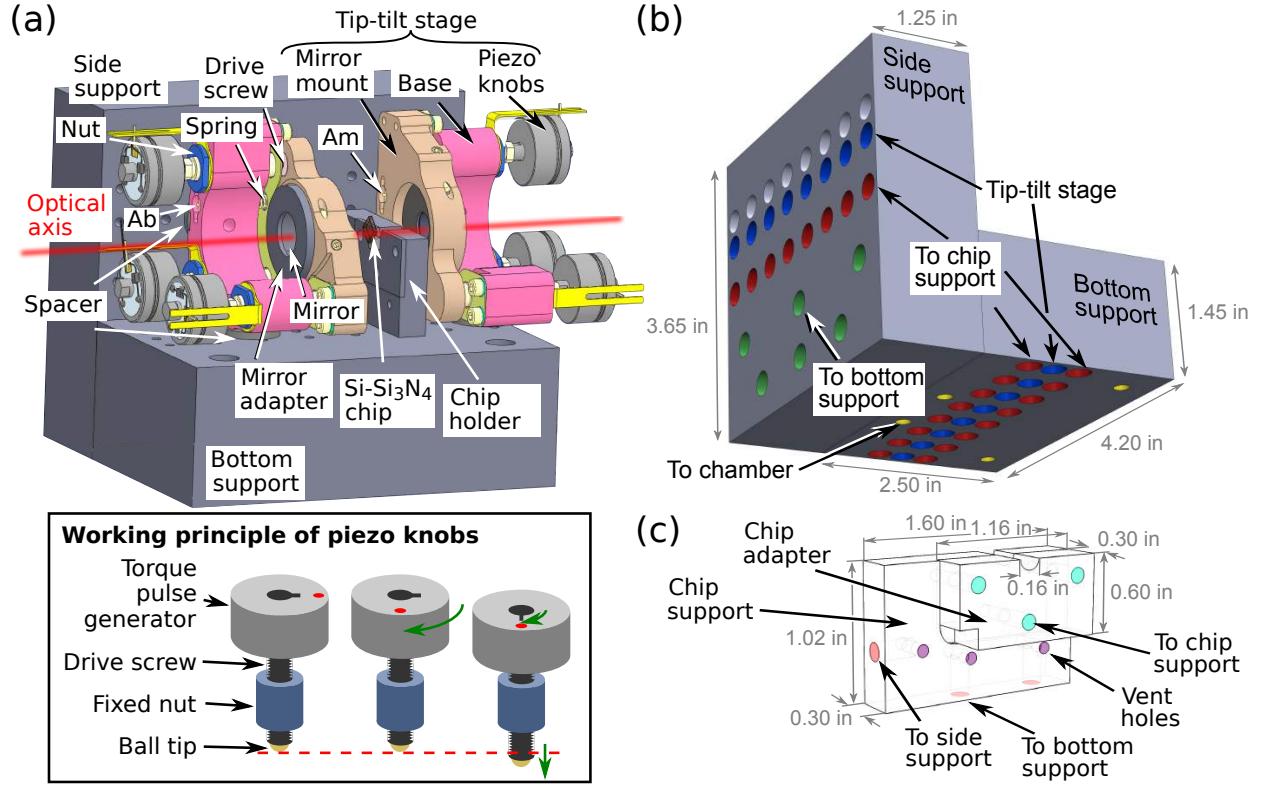 (a)
Tip-tilt stage
Side
support
Drive
screw
Mirror
mount
Base
Piezo
knobs
Nut
Spring
Am
Optical
axis
Ab
Spacer
Mirror
Mirror
adapter
Si-Si₃N₄
chip
Chip
holder
Bottom
support
Working principle of piezo knobs
Torque
pulse
generator
Drive screw
Fixed nut
Ball tip
(b)
1.25 in
Side
support
Tip-tilt stage
To chip
support
Bottom
support
3.65 in
1.45 in
To bottom
support
4.20 in
To chamber
2.50 in
(c)
1.60 in
1.16 in
0.30 in
Chip
adapter
Chip
support
0.16 in
0.60 in
1.02 in
To chip
support
Vent
holes
0.30 in
To side
support
To bottom
support